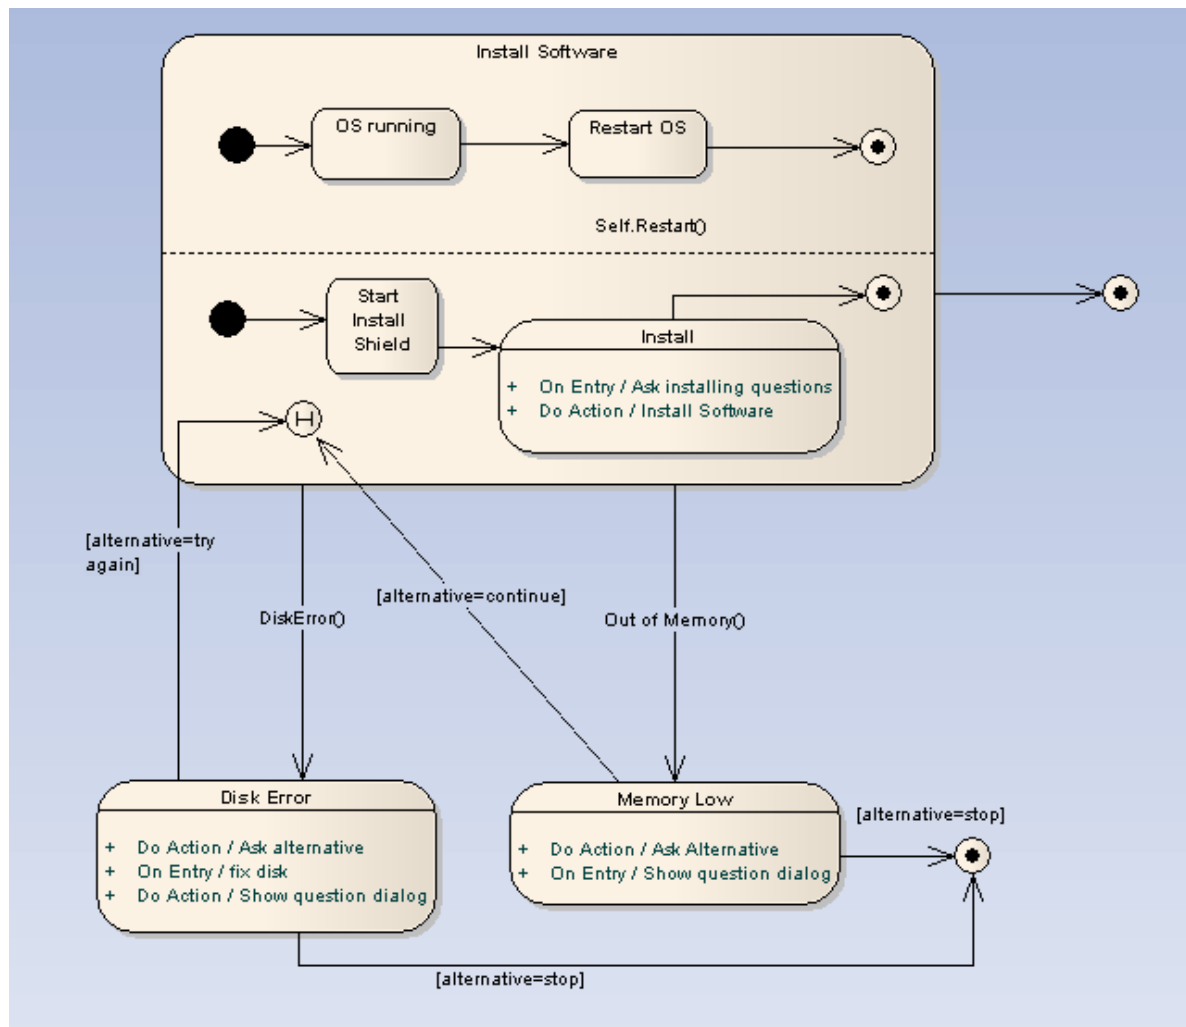 Install Software
OS running
Restart OS
Self.Restart()
Start
Install
Shield
Install
+ On Entry / Ask installing questions
+ Do Action / Install Software
H
[alternative=try
again]
[alternative=continue]
DiskError()
Out of Memory()
Disk Error
+ Do Action / Ask alternative
+ On Entry / fix disk
+ Do Action / Show question dialog
Memory Low
+ Do Action / Ask Alternative
+ On Entry / Show question dialog
[alternative=stop]
[alternative=stop]